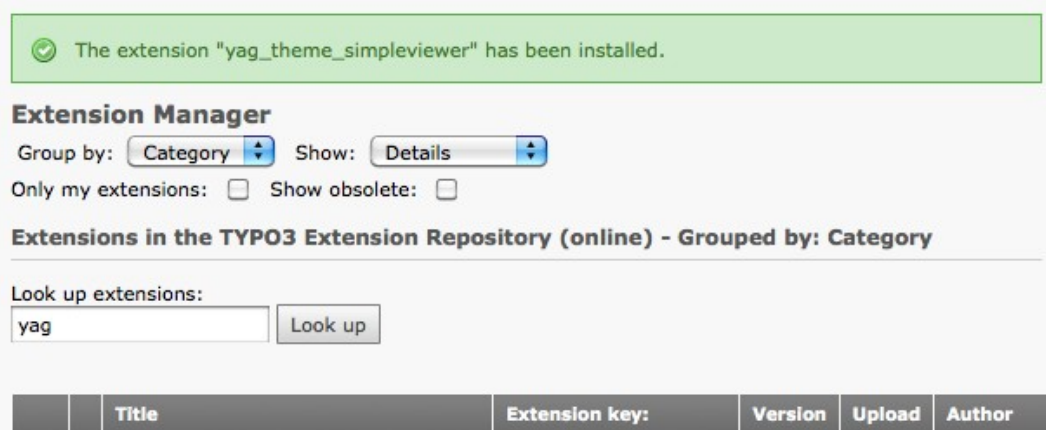 The extension "yag_theme_simpleviewer" has been installed.
Extension Manager
Group by: Category Show: Details
Only my extensions: Show obsolete:
Extensions in the TYPO3 Extension Repository (online) - Grouped by: Category
Look up extensions:
yag Look up
Title Extension key: Version Upload Author